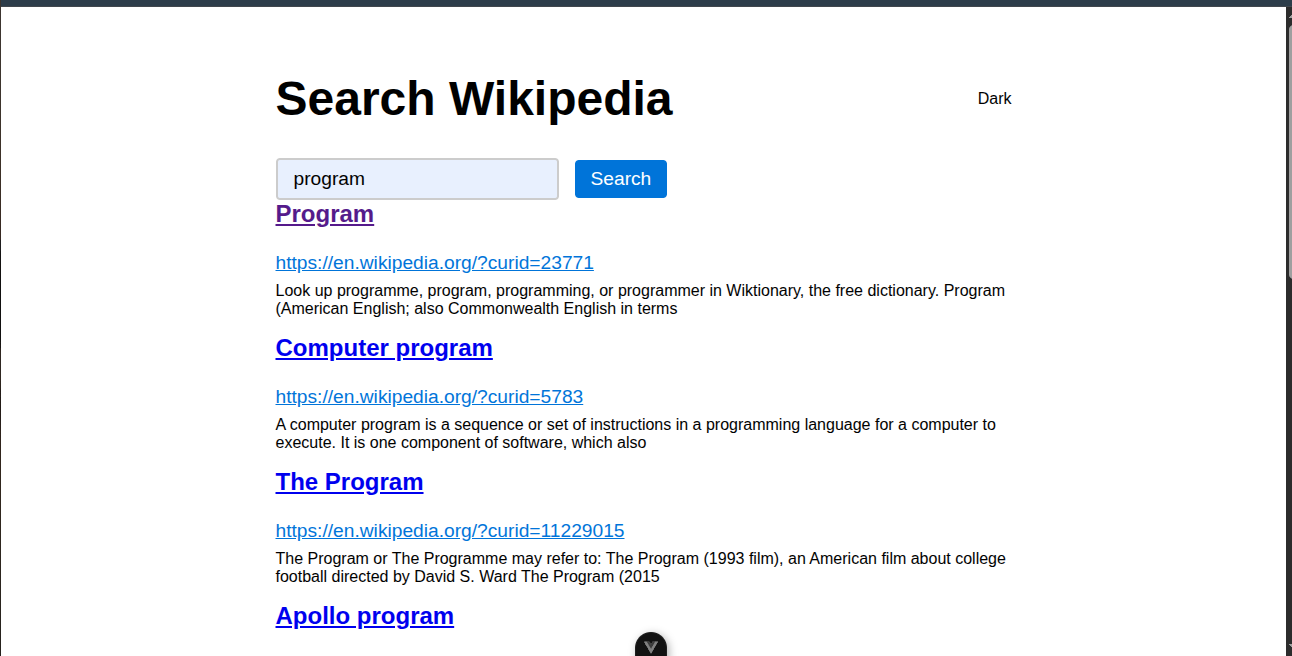 Search Wikipedia
Dark
program
Search
Program
https://en.wikipedia.org/?curid=23771
Look up programme, program, programming, or programmer in Wiktionary, the free dictionary. Program
(American English; also Commonwealth English in terms
Computer program
https://en.wikipedia.org/?curid=5783
A computer program is a sequence or set of instructions in a programming language for a computer to
execute. It is one component of software, which also
The Program
https://en.wikipedia.org/?curid=11229015
The Program or The Programme may refer to: The Program (1993 film), an American film about college
football directed by David S. Ward The Program (2015
Apollo program